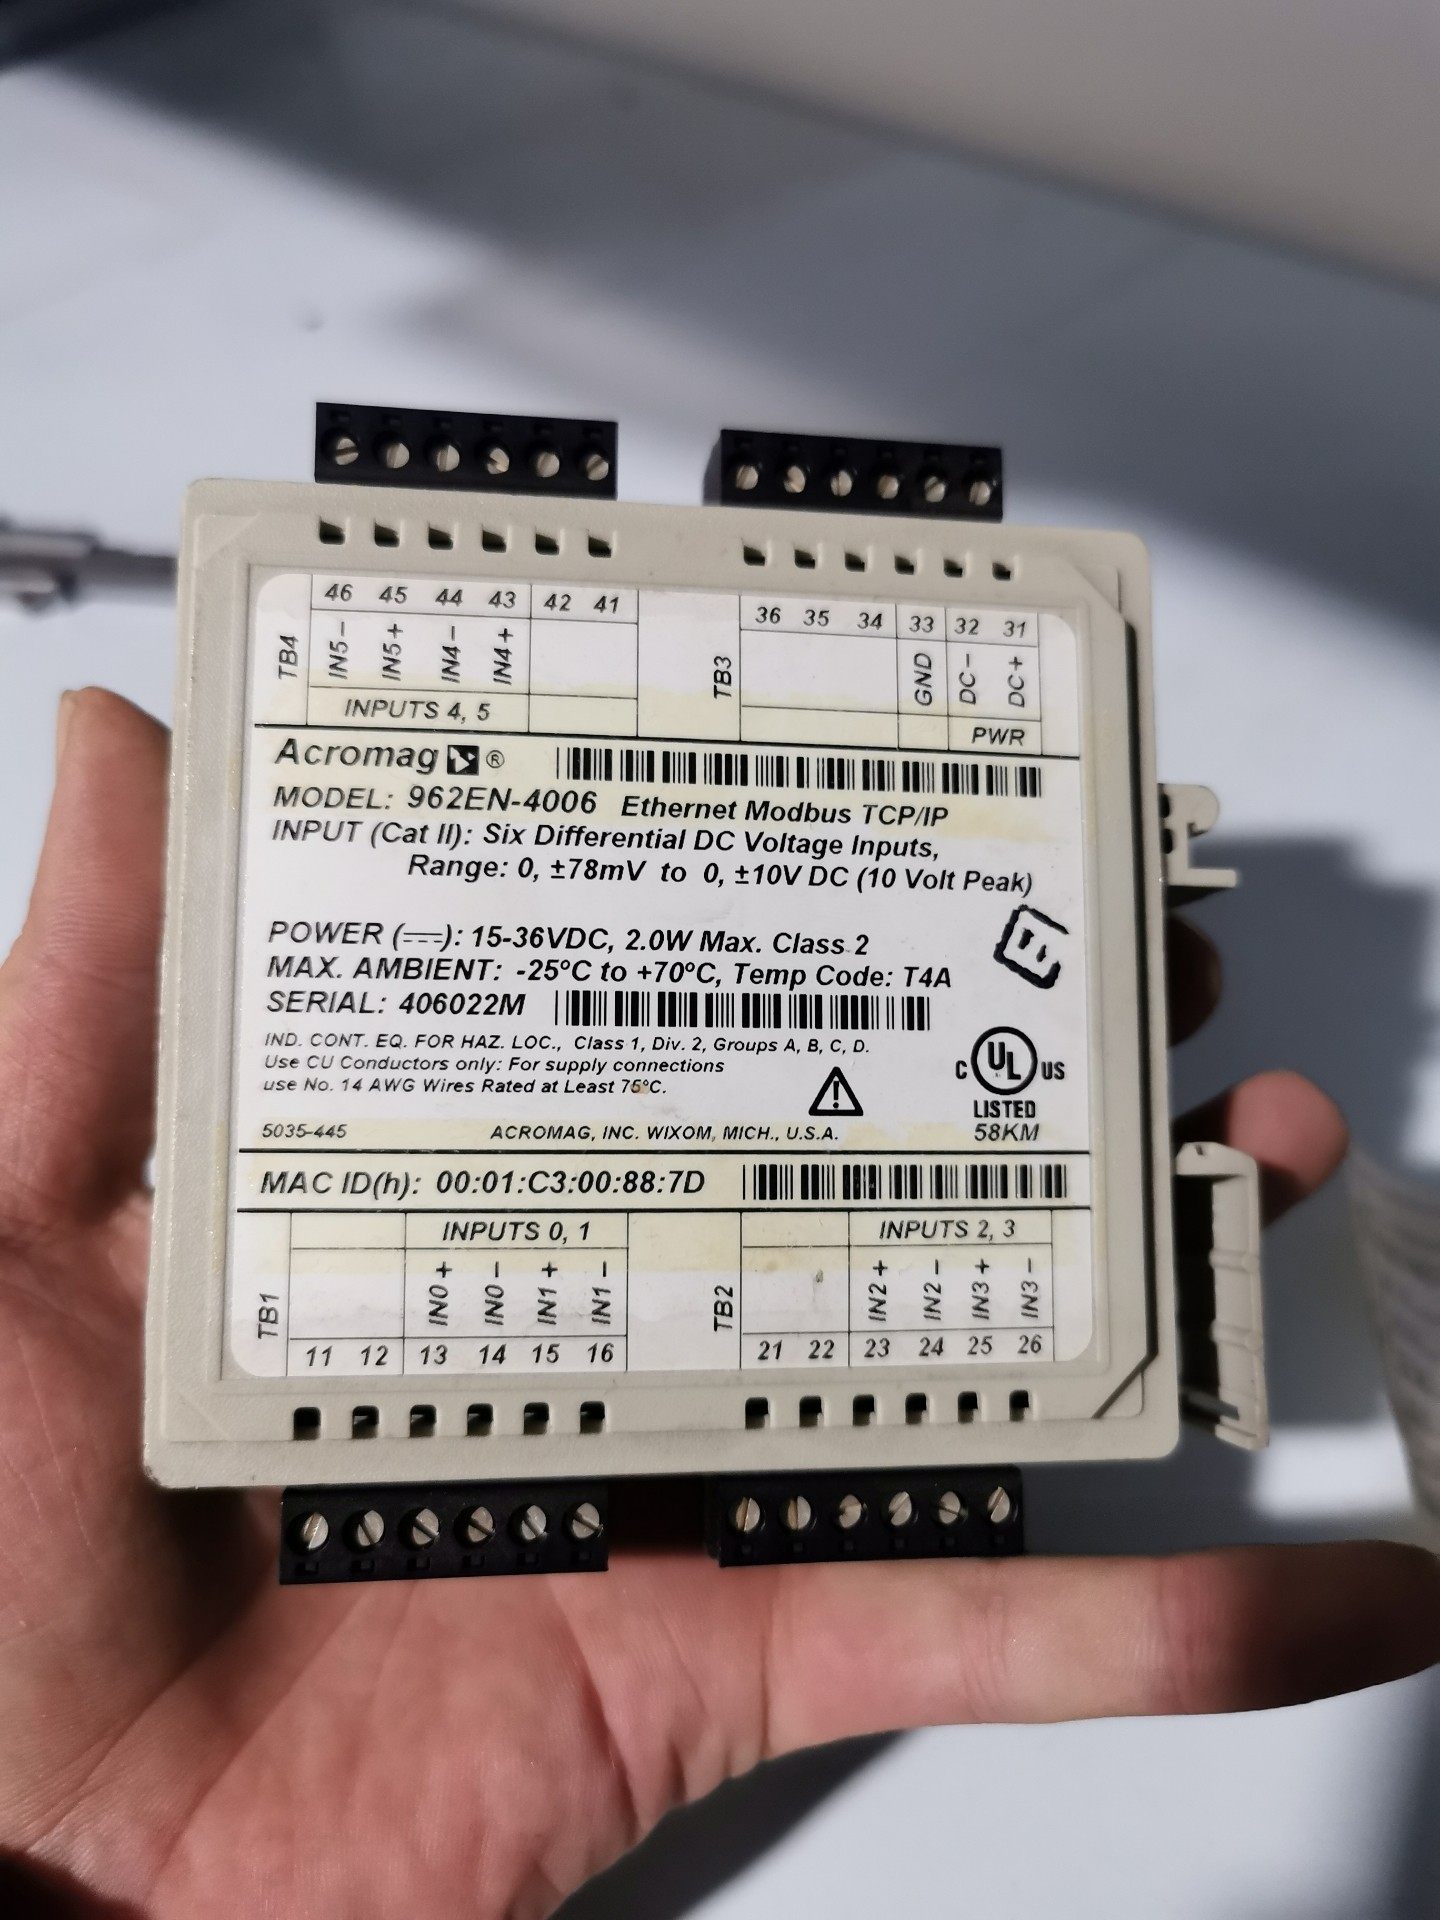 46 45 44 43 42 41
36 35 34 33 32 31
TB4 IN5− IN5+ IN4− IN4+
TB3 GND DC− DC+
INPUTS 4, 5
PWR
Acromag ®
MODEL: 962EN-4006 Ethernet Modbus TCP/IP
INPUT (Cat II): Six Differential DC Voltage Inputs,
Range: 0, ±78mV to 0, ±10V DC (10 Volt Peak)
POWER (⎓): 15-36VDC, 2.0W Max. Class 2
MAX. AMBIENT: -25ºC to +70ºC, Temp Code: T4A
SERIAL: 406022M
IND. CONT. EQ. FOR HAZ. LOC., Class 1, Div. 2, Groups A, B, C, D.
Use CU Conductors only: For supply connections
use No. 14 AWG Wires Rated at Least 75°C.
C UL US
LISTED
58KM
5035-445
ACROMAG, INC. WIXOM, MICH., U.S.A.
MAC ID(h): 00:01:C3:00:88:7D
INPUTS 0, 1
INPUTS 2, 3
TB1 IN0+ IN0− IN1+ IN1−
TB2 IN2+ IN2− IN3+ IN3−
11 12 13 14 15 16
21 22 23 24 25 26